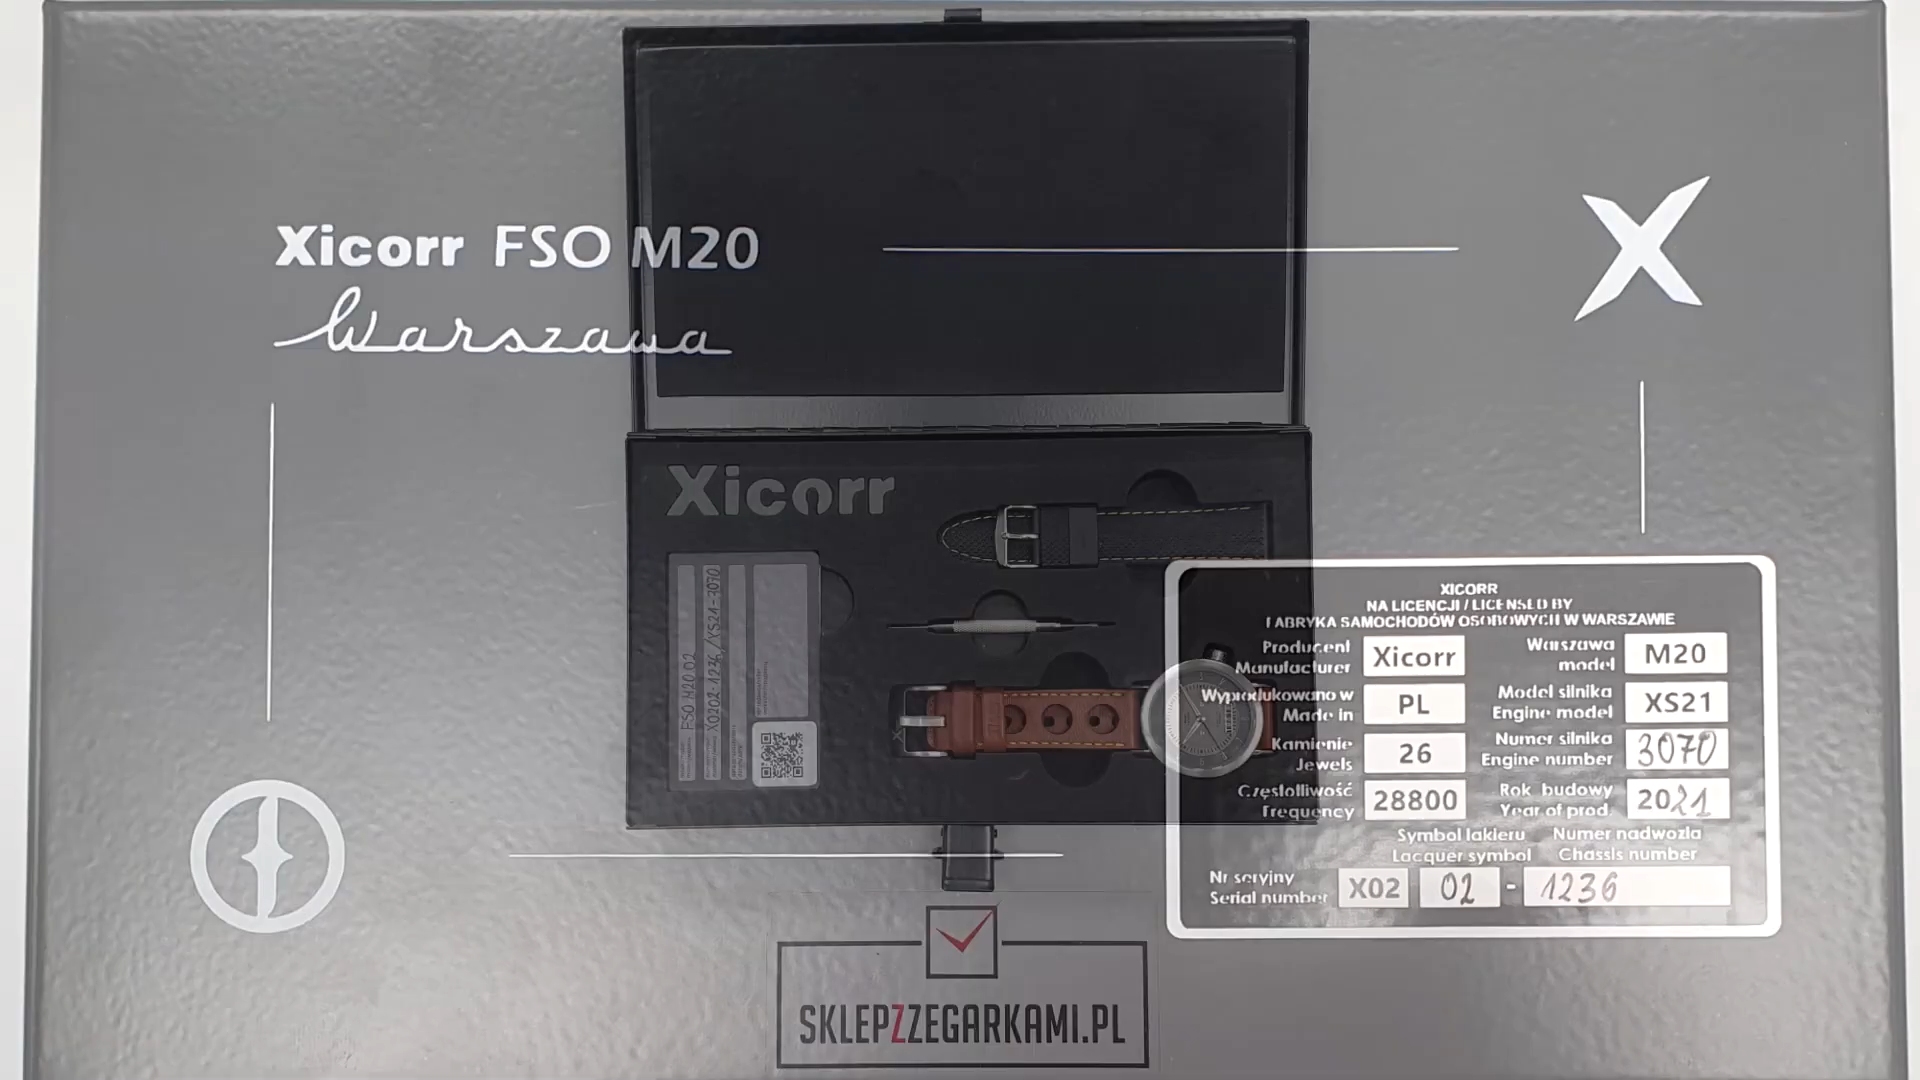 Xicorr FSO M20
Warszawa
X
Xicorr
FSO M20.02
X0202-1236/XS21-3070
XICORR
NA LICENCJI / LICENSED BY
FABRYKA SAMOCHODÓW OSOBOWYCH W WARSZAWIE
Producent
Manufacturer
Xicorr
Warszawa
model
M20
Wyprodukowano w
Made in
PL
Model silnika
Engine model
XS21
Kamienie
Jewels
26
Numer silnika
Engine number
3070
Częstotliwość
Frequency
28800
Rok budowy
Year of prod.
2021
Symbol lakieru Numer nadwozia
Lacquer symbol Chassis number
Nr seryjny
Serial number
X02 02 - 1236
SKLEPZZEGARKAMI.PL